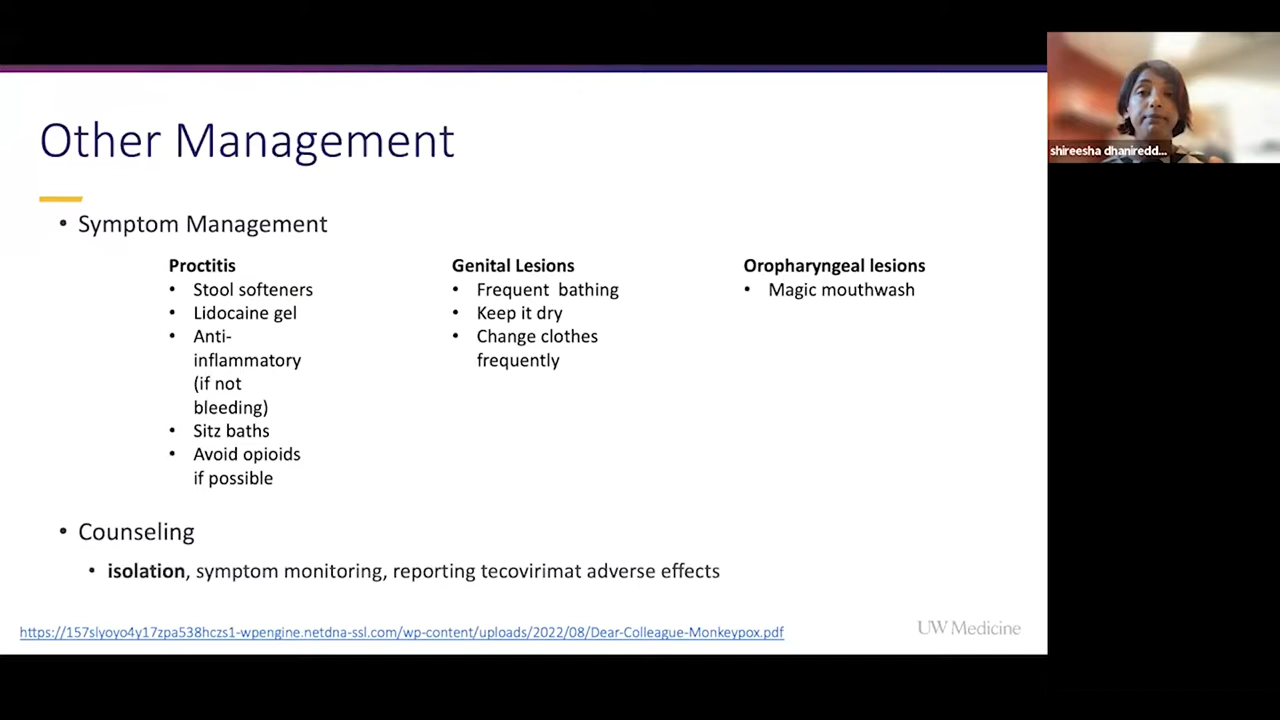 Other Management
• Symptom Management
Proctitis
• Stool softeners
• Lidocaine gel
• Anti-
inflammatory
(if not
bleeding)
• Sitz baths
• Avoid opioids
if possible
Genital Lesions
• Frequent bathing
• Keep it dry
• Change clothes
frequently
Oropharyngeal lesions
• Magic mouthwash
• Counseling
• isolation, symptom monitoring, reporting tecovirimat adverse effects
https://157slyoyo4y17zpa538hczs1-wpengine.netdna-ssl.com/wp-content/uploads/2022/08/Dear-Colleague-Monkeypox.pdf
UW Medicine
shireesha dhaniredd...